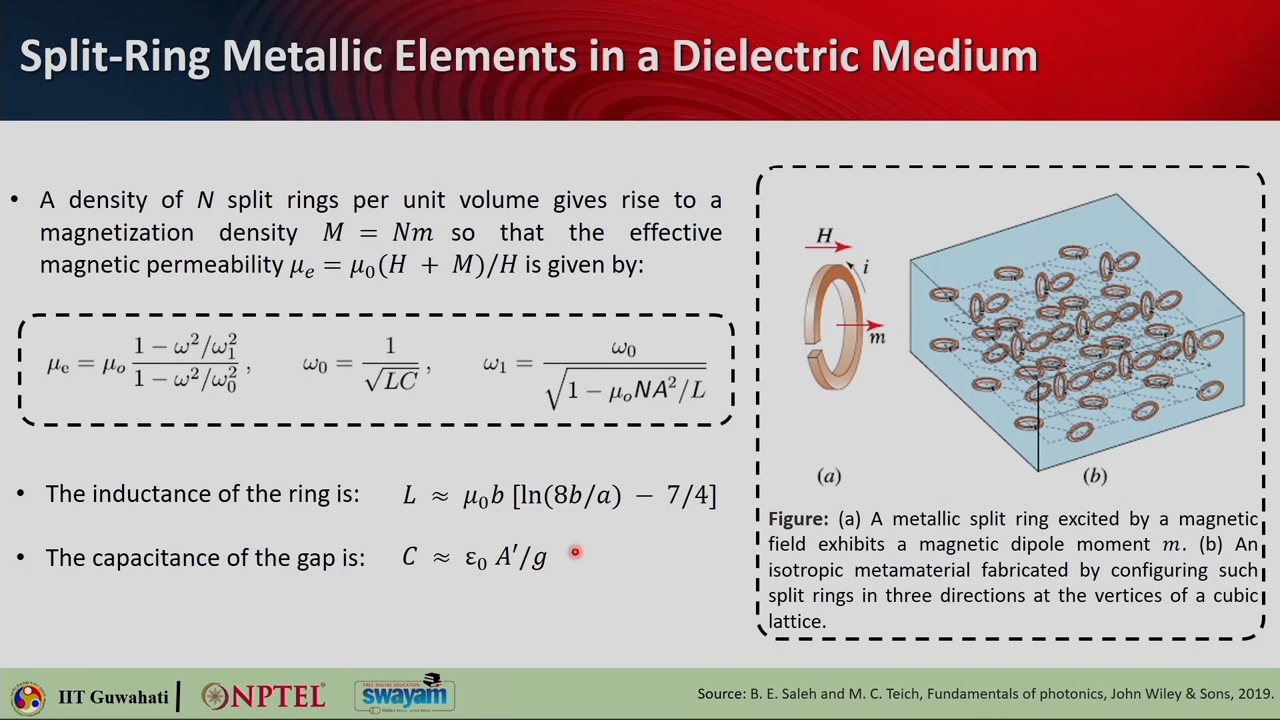 Split-Ring Metallic Elements in a Dielectric Medium
• A density of N split rings per unit volume gives rise to a
magnetization density M = Nm so that the effective
magnetic permeability μₑ = μ₀(H + M)/H is given by:
μₑ = μₒ (1 − ω²/ω₁²)/(1 − ω²/ω₀²), ω₀ = 1/√(LC), ω₁ = ω₀/√(1 − μₒNA²/L)
• The inductance of the ring is: L ≈ μ₀b [ln(8b/a) − 7/4]
• The capacitance of the gap is: C ≈ ε₀ A′/g
H
i
m
(a)
(b)
Figure: (a) A metallic split ring excited by a magnetic
field exhibits a magnetic dipole moment m. (b) An
isotropic metamaterial fabricated by configuring such
split rings in three directions at the vertices of a cubic
lattice.
IIT Guwahati
NPTEL
FREE ONLINE EDUCATION
swayam
Source: B. E. Saleh and M. C. Teich, Fundamentals of photonics, John Wiley & Sons, 2019.